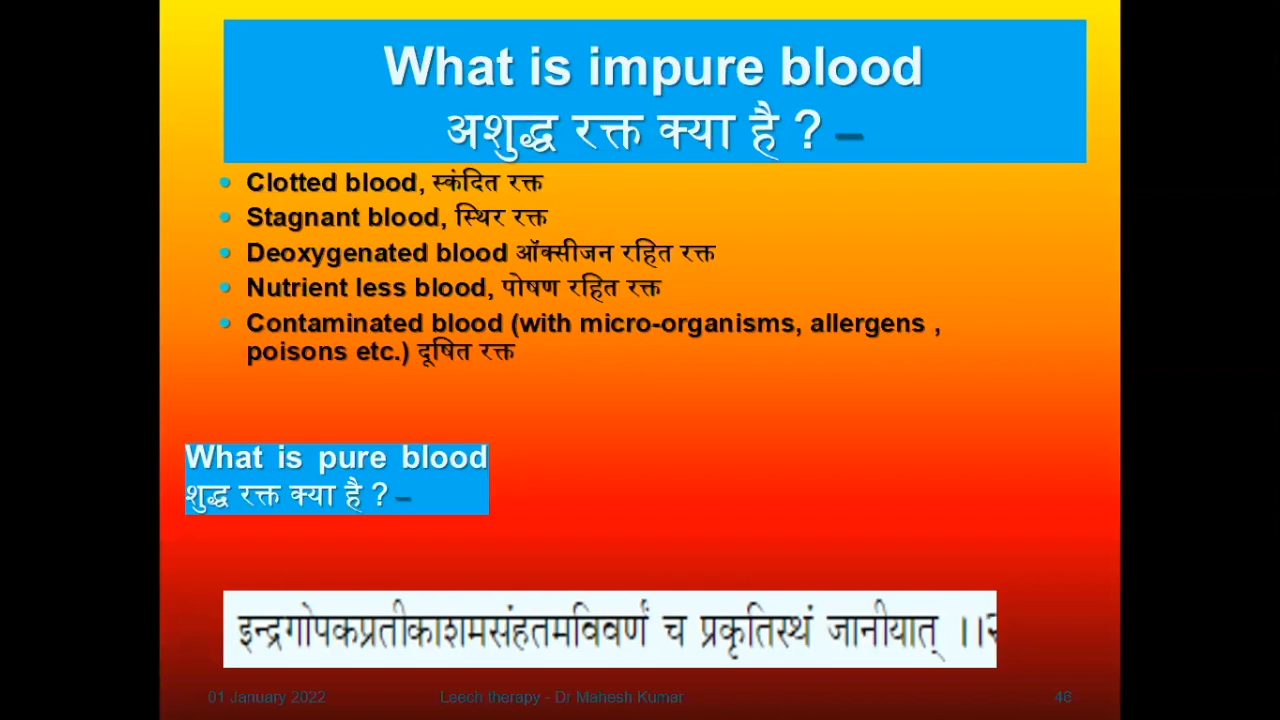 What is impure blood
अशुद्ध रक्त क्या है ? –
• Clotted blood, स्कंदित रक्त
• Stagnant blood, स्थिर रक्त
• Deoxygenated blood ऑक्सीजन रहित रक्त
• Nutrient less blood, पोषण रहित रक्त
• Contaminated blood (with micro-organisms, allergens ,
poisons etc.) दूषित रक्त
What is pure blood
शुद्ध रक्त क्या है ? –
इन्द्रगोपकप्रतीकाशमसंहतमविवर्णं च प्रकृतिस्थं जानीयात् ।।
01 January 2022 Leech therapy - Dr Mahesh Kumar 46